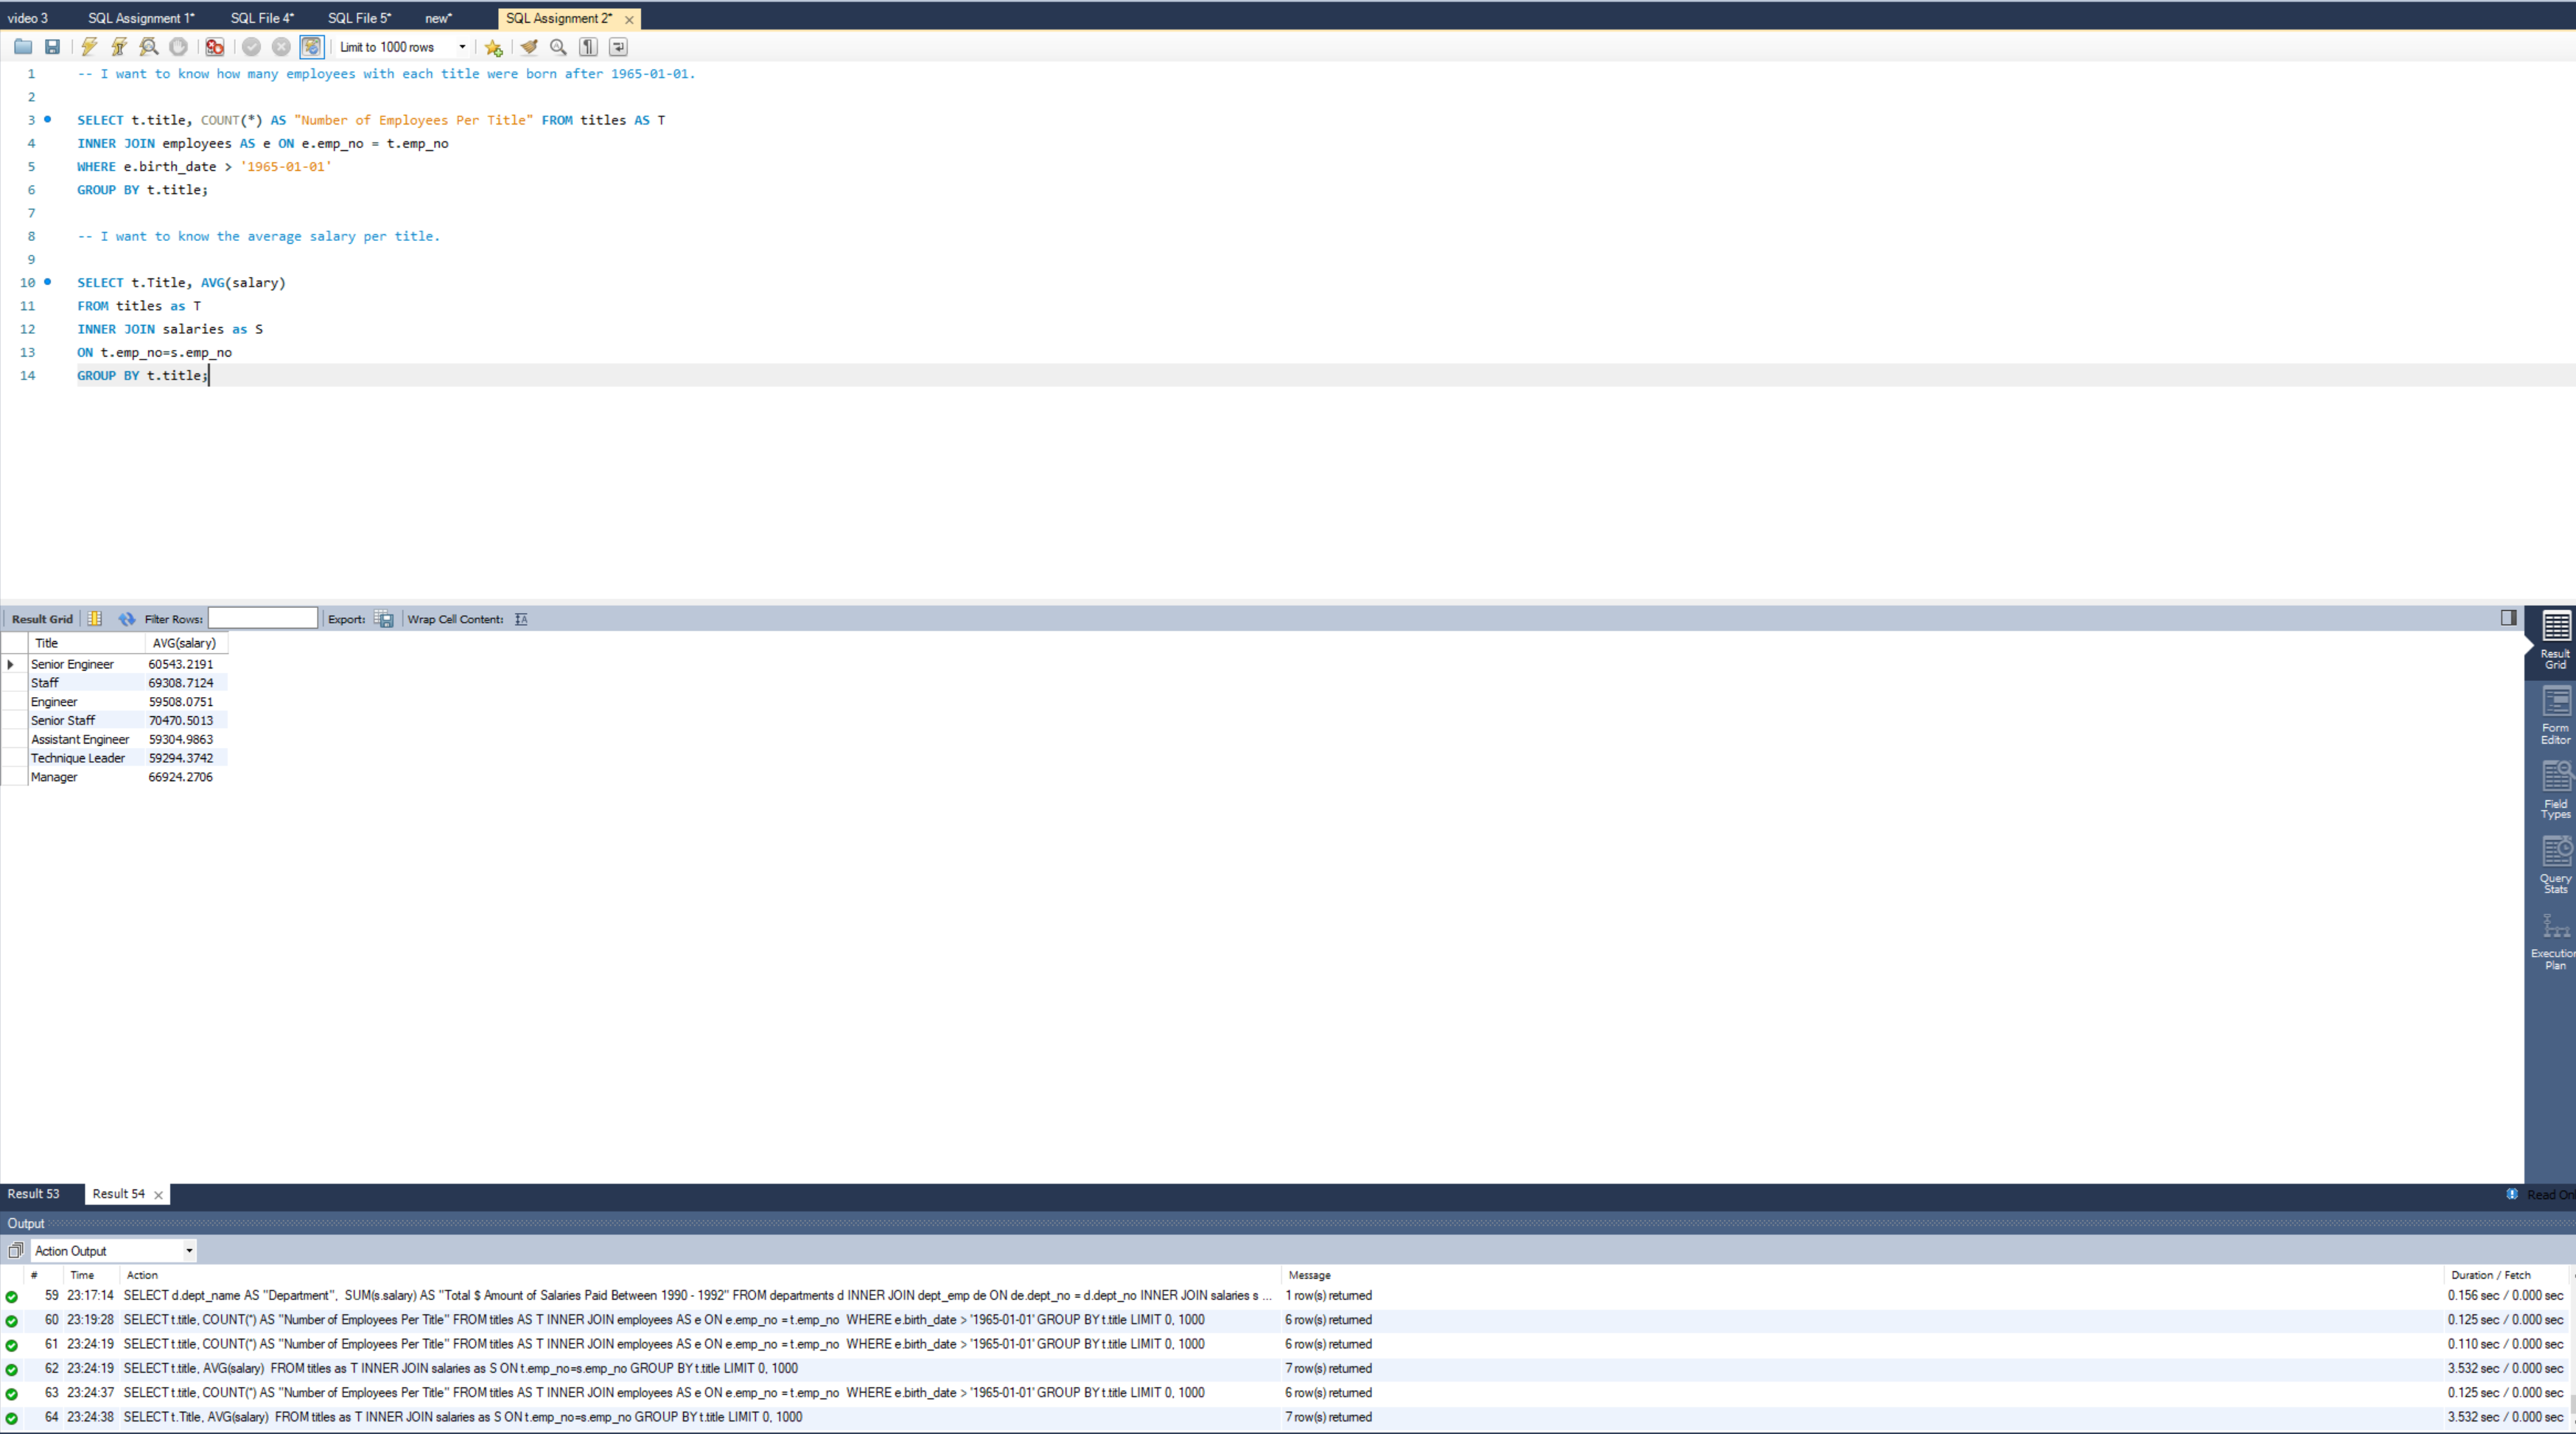 video 3 SQL Assignment 1* SQL File 4* SQL File 5* new* SQL Assignment 2*
Limit to 1000 rows
1 -- I want to know how many employees with each title were born after 1965-01-01.
2
3 SELECT t.title, COUNT(*) AS "Number of Employees Per Title" FROM titles AS T
4 INNER JOIN employees AS e ON e.emp_no = t.emp_no
5 WHERE e.birth_date > '1965-01-01'
6 GROUP BY t.title;
7
8 -- I want to know the average salary per title.
9
10 SELECT t.Title, AVG(salary)
11 FROM titles as T
12 INNER JOIN salaries as S
13 ON t.emp_no=s.emp_no
14 GROUP BY t.title;
Result Grid Filter Rows: Export: Wrap Cell Content:
Title AVG(salary)
Senior Engineer 60543.2191
Staff 69308.7124
Engineer 59508.0751
Senior Staff 70470.5013
Assistant Engineer 59304.9863
Technique Leader 59294.3742
Manager 66924.2706
Result
Grid
Form
Editor
Field
Types
Query
Stats
Execution
Plan
Result 53 Result 54 Read Onl
Output
Action Output
# Time Action Message Duration / Fetch
59 23:17:14 SELECT d.dept_name AS "Department", SUM(s.salary) AS "Total $ Amount of Salaries Paid Between 1990 - 1992" FROM departments d INNER JOIN dept_emp de ON de.dept_no = d.dept_no INNER JOIN salaries s ... 1 row(s) returned 0.156 sec / 0.000 sec
60 23:19:28 SELECT t.title, COUNT(*) AS "Number of Employees Per Title" FROM titles AS T INNER JOIN employees AS e ON e.emp_no = t.emp_no WHERE e.birth_date > '1965-01-01' GROUP BY t.title LIMIT 0, 1000 6 row(s) returned 0.125 sec / 0.000 sec
61 23:24:19 SELECT t.title, COUNT(*) AS "Number of Employees Per Title" FROM titles AS T INNER JOIN employees AS e ON e.emp_no = t.emp_no WHERE e.birth_date > '1965-01-01' GROUP BY t.title LIMIT 0, 1000 6 row(s) returned 0.110 sec / 0.000 sec
62 23:24:19 SELECT t.title, AVG(salary) FROM titles as T INNER JOIN salaries as S ON t.emp_no=s.emp_no GROUP BY t.title LIMIT 0, 1000 7 row(s) returned 3.532 sec / 0.000 sec
63 23:24:37 SELECT t.title, COUNT(*) AS "Number of Employees Per Title" FROM titles AS T INNER JOIN employees AS e ON e.emp_no = t.emp_no WHERE e.birth_date > '1965-01-01' GROUP BY t.title LIMIT 0, 1000 6 row(s) returned 0.125 sec / 0.000 sec
64 23:24:38 SELECT t.Title, AVG(salary) FROM titles as T INNER JOIN salaries as S ON t.emp_no=s.emp_no GROUP BY t.title LIMIT 0, 1000 7 row(s) returned 3.532 sec / 0.000 sec